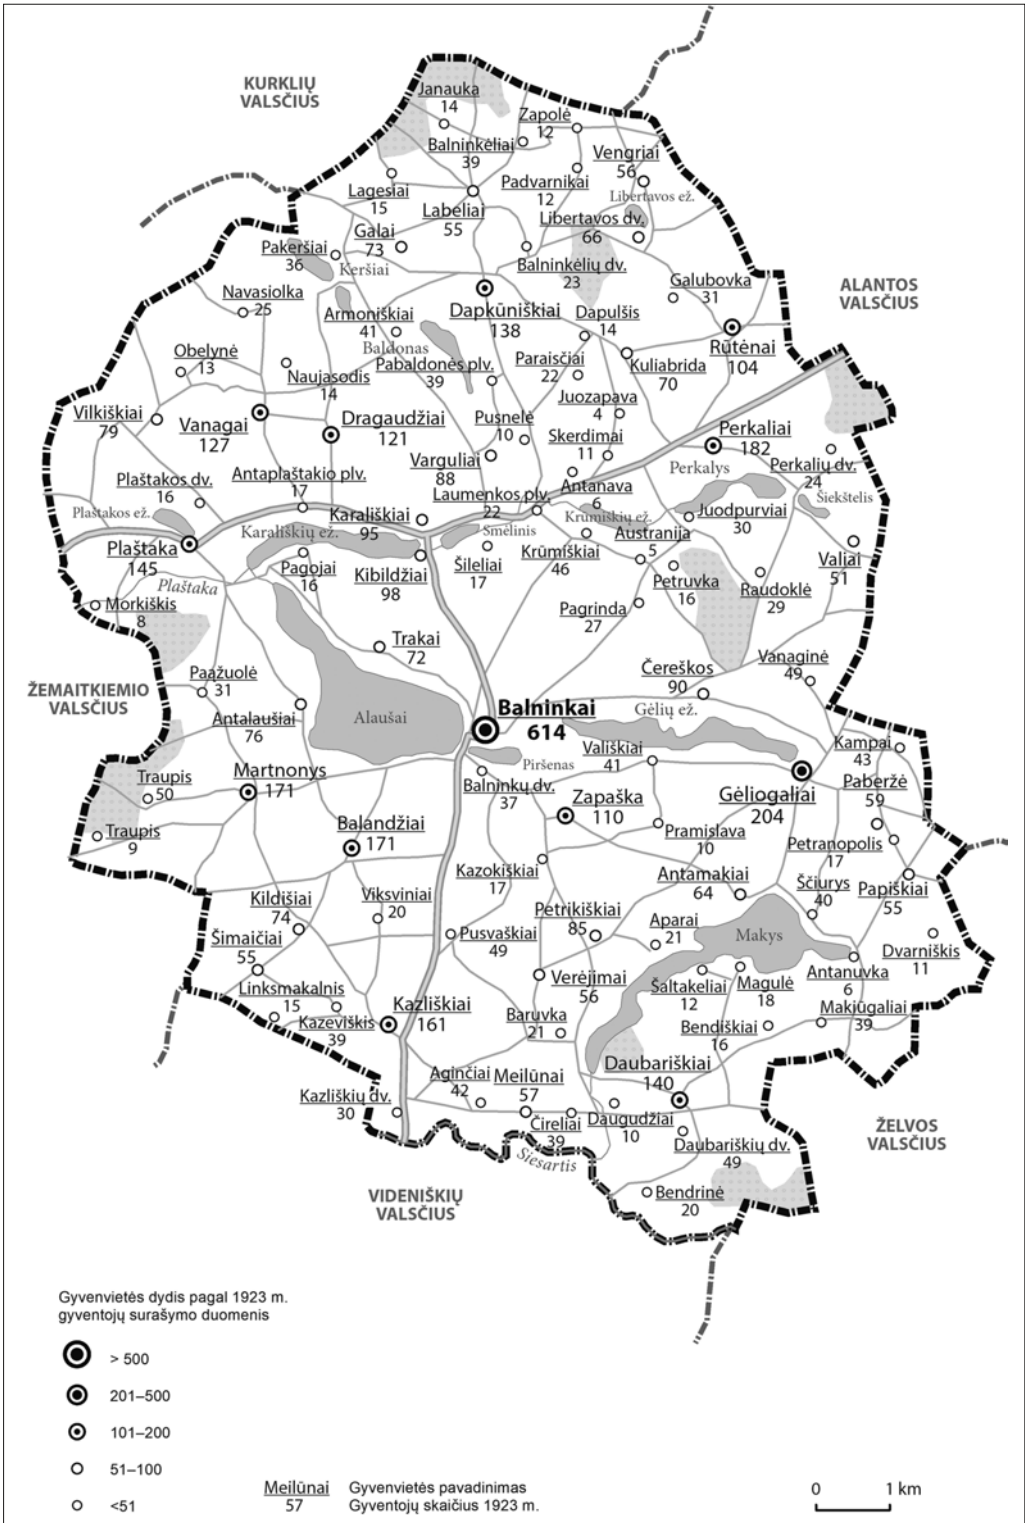 KURKLIŲ
VALSČIUS
Janauka
14
Zapolė
12
Balninkėliai
39
Vengriai
56
Padvarnikai
12
Lagesiai
15
Libertavos ež.
Labeliai
55
Libertavos dv.
66
Galai
73
Pakeršiai
36
Keršiai
Balninkėlių dv.
23
Galubovka
31
ALANTOS
VALSČIUS
Navasiolka
25
Armoniškiai
41
Dapkūniškiai
138
Dapulšis
14
Rūtėnai
104
Baldonas
Obelynė
13
Naujasodis
14
Pabaldonės plv.
39
Paraisčiai
22
Kuliabrida
70
Juozapava
4
Vilkiškiai
79
Vanagai
127
Dragaudžiai
121
Pusnelė
10
Skerdimai
11
Perkaliai
182
Varguliai
88
Perkalys
Perkalių dv.
24
Plaštakos dv.
16
Antaplaštakio plv.
17
Laumenkos plv.
22
Antanava
6
Šiekštelis
Plaštakos ež.
Karališkiai
95
Krūmiškių ež.
Juodpurviai
30
Karališkių ež.
Smėlinis
Austranija
5
Plaštaka
145
Pagojai
16
Kibildžiai
98
Šileliai
17
Krūmiškiai
46
Valiai
51
Plaštaka
Petruvka
16
Raudoklė
29
Morkiškis
8
Pagrinda
27
Trakai
72
Čereškos
90
Vanaginė
49
ŽEMAITKIEMIO
VALSČIUS
Paąžuolė
31
Antalaušiai
76
Alaušai
Balninkai
614
Gėlių ež.
Kampai
43
Piršenas
Vališkiai
41
Traupis
50
Martnonys
171
Balninkų dv.
37
Gėliogaliai
204
Paberžė
59
Zapaška
110
Traupis
9
Balandžiai
171
Pramislava
10
Petranopolis
17
Kazokiškiai
17
Antamakiai
64
Ščiurys
40
Papiškiai
55
Kildišiai
74
Viksviniai
20
Petrikiškiai
85
Aparai
21
Makys
Šimaičiai
55
Pusvaškiai
49
Dvarniškis
11
Antanuvka
6
Linksmakalnis
15
Verėjimai
56
Šaltakeliai
12
Magulė
18
Kazeviškis
39
Kazliškiai
161
Baruvka
21
Bendiškiai
16
Makiūgaliai
39
Aginčiai
42
Meilūnai
57
Daubariškiai
140
Kazliškių dv.
30
Čireliai
39
Daugudžiai
10
Daubariškių dv.
49
ŽELVOS
VALSČIUS
Siesartis
VIDENIŠKIŲ
VALSČIUS
Bendrinė
20
Gyvenvietės dydis pagal 1923 m.
gyventojų surašymo duomenis
> 500
201–500
101–200
51–100
<51
Meilūnai Gyvenvietės pavadinimas
57 Gyventojų skaičius 1923 m.
0 1 km